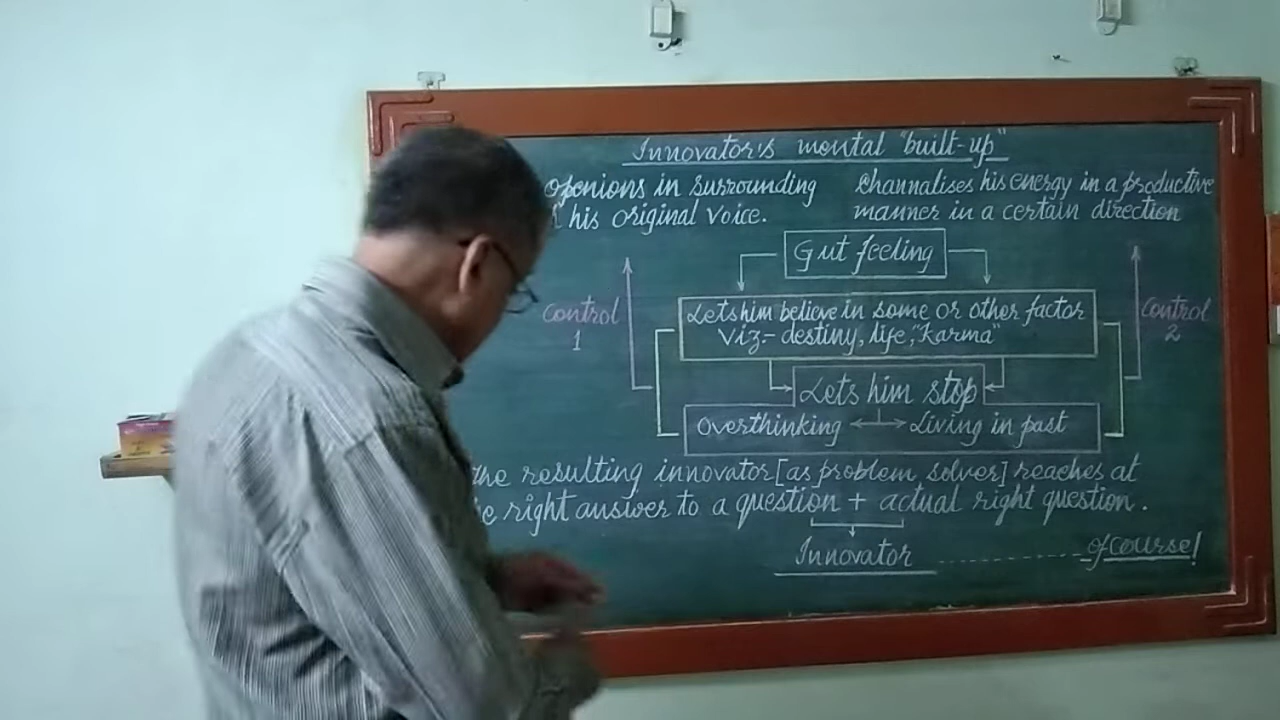 Innovator's mental "built-up"
openions in surrounding
his original voice.
channalises his energy in a productive
manner in a certain direction
Gut feeling
Control
1
Lets him believe in some or other factor
viz:- destiny, life, "karma"
Control
2
Lets him stop
Overthinking
Living in past
the resulting innovator [as problem solver] reaches at
right answer to a question + actual right question.
Innovator ............ of course!